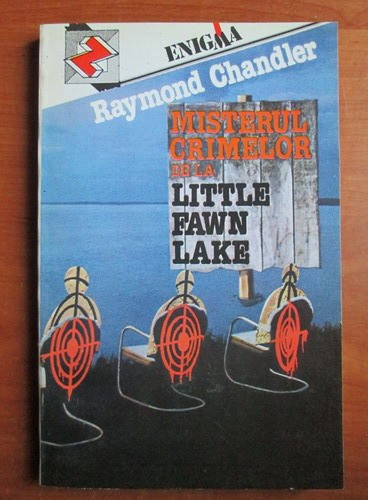 ENIGMA
Raymond Chandler
MISTERUL
CRIMELOR
DE LA
LITTLE
FAWN
LAKE